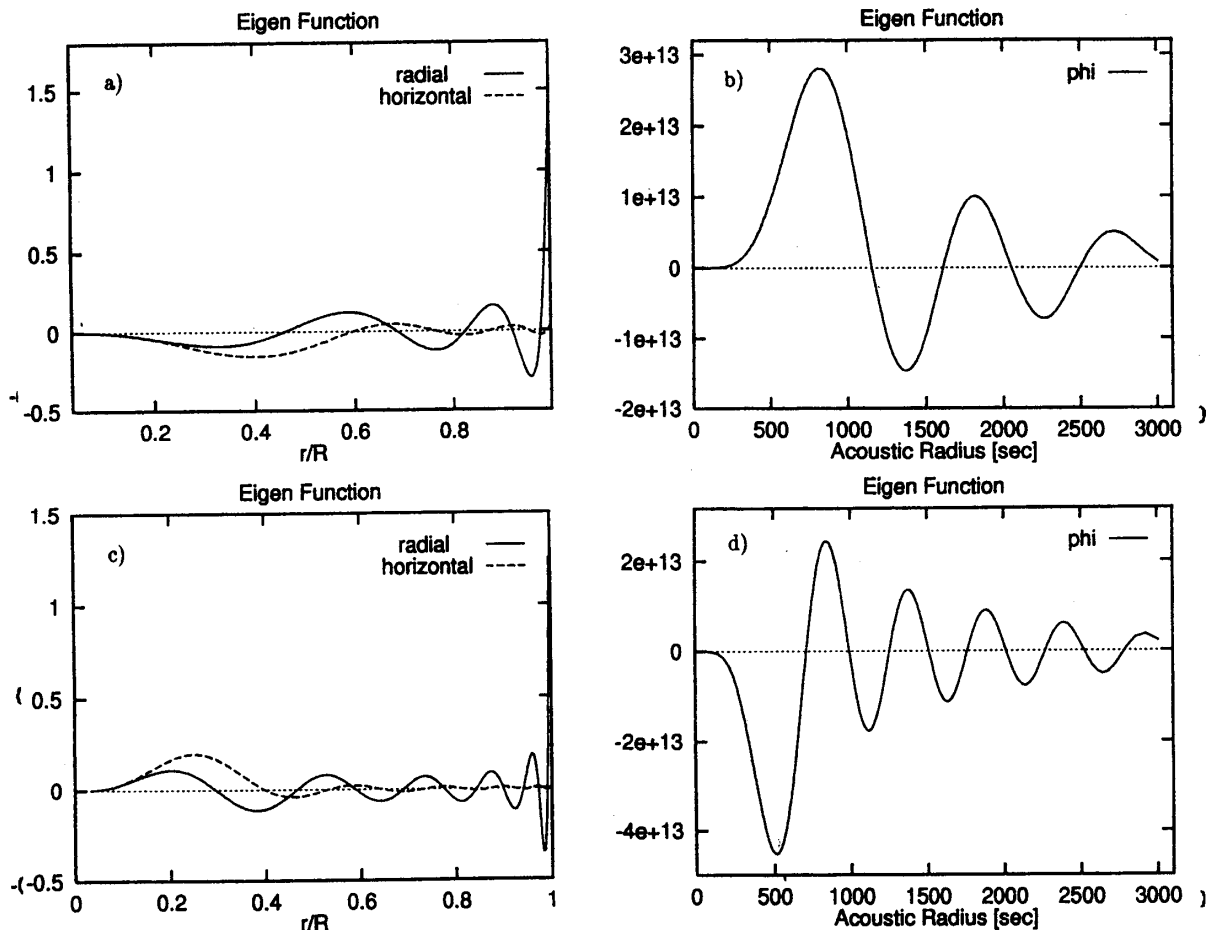 Eigen Function
a)
radial
horizontal
1.5
1
0.5
0
-0.5
0.2 0.4 0.6 0.8
r/R
Eigen Function
b)
phi
3e+13
2e+13
1e+13
0
-1e+13
-2e+13
0 500 1000 1500 2000 2500 3000
Acoustic Radius [sec]
Eigen Function
c)
radial
horizontal
1.5
1
0.5
0
-0.5
0 0.2 0.4 0.6 0.8 1
r/R
Eigen Function
d)
phi
2e+13
0
-2e+13
-4e+13
0 500 1000 1500 2000 2500 3000
Acoustic Radius [sec]